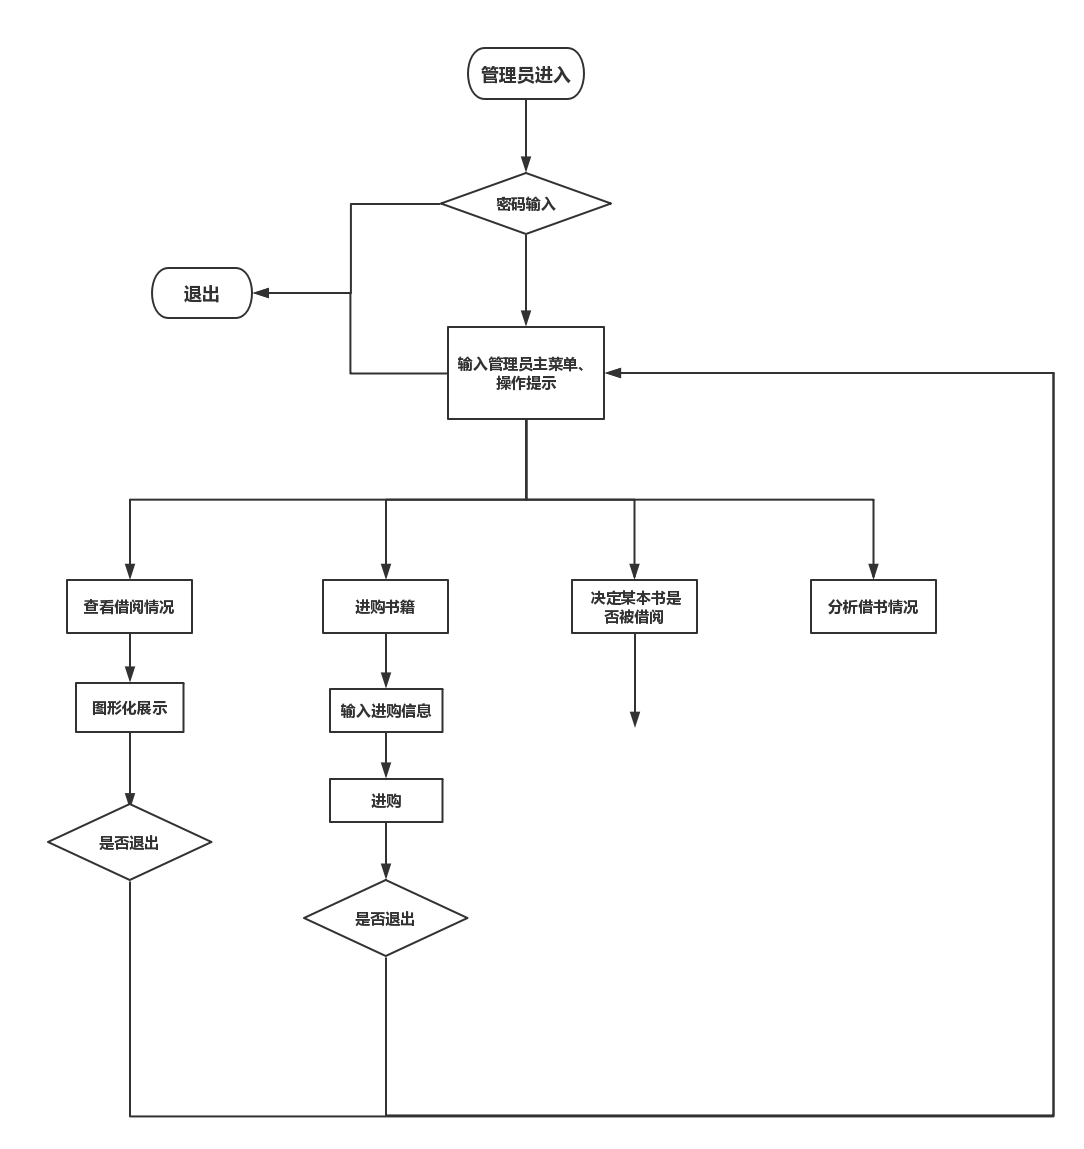 管理员进入
密码输入
退出
输入管理员主菜单、
操作提示
查看借阅情况
进购书籍
决定某本书是
否被借阅
分析借书情况
图形化展示
输入进购信息
进购
是否退出
是否退出